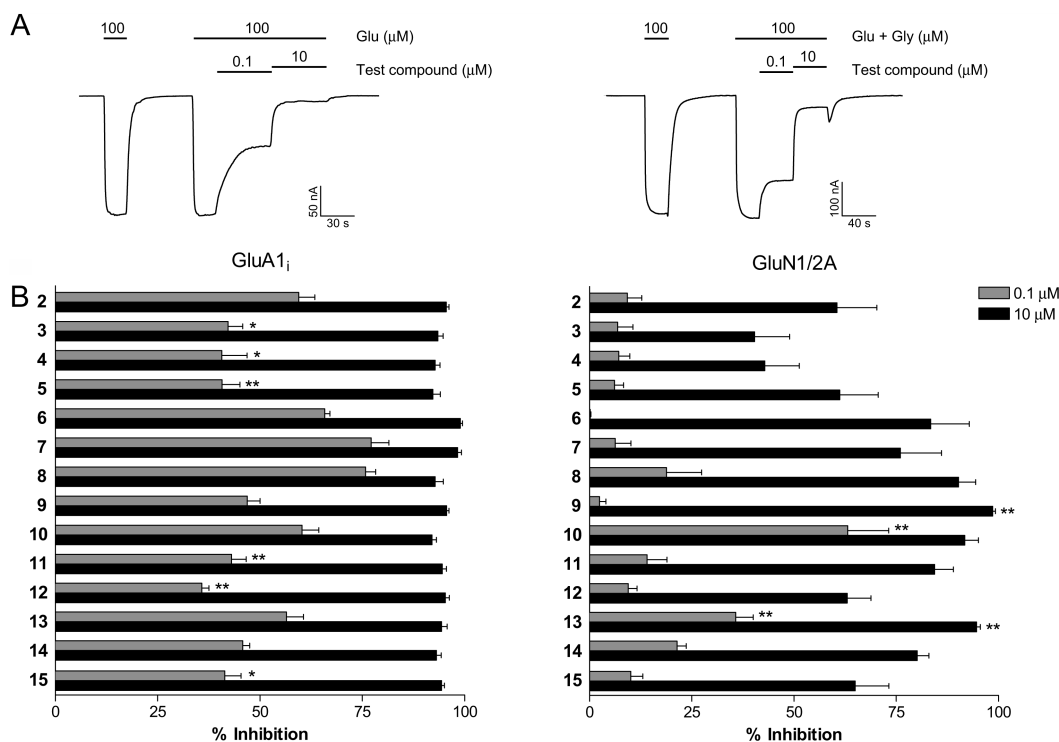 A
100 100 Glu (μM)
0.1 10 Test compound (μM)
50 nA
30 s
100 100 Glu + Gly (μM)
0.1 10 Test compound (μM)
100 nA
40 s
B
GluA1i
2
3 *
4 *
5 **
6
7
8
9
10
11 **
12 **
13
14
15 *
0 25 50 75 100
% Inhibition
GluN1/2A
0.1 μM
10 μM
2
3
4
5
6
7
8
9 **
10 **
11
12
13 ** **
14
15
0 25 50 75 100
% Inhibition